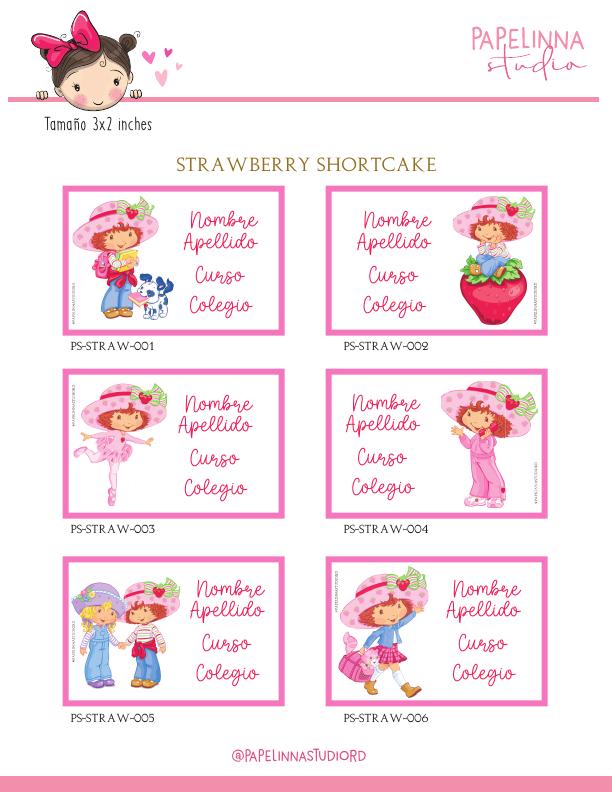 PAPELINNA
studio
Tamaño 3x2 inches
STRAWBERRY SHORTCAKE
Nombre
Apellido
Curso
Colegio
PS-STRAW-001
Nombre
Apellido
Curso
Colegio
PS-STRAW-002
Nombre
Apellido
Curso
Colegio
PS-STRAW-003
Nombre
Apellido
Curso
Colegio
PS-STRAW-004
Nombre
Apellido
Curso
Colegio
PS-STRAW-005
Nombre
Apellido
Curso
Colegio
PS-STRAW-006
@PAPELINNASTUDIORD